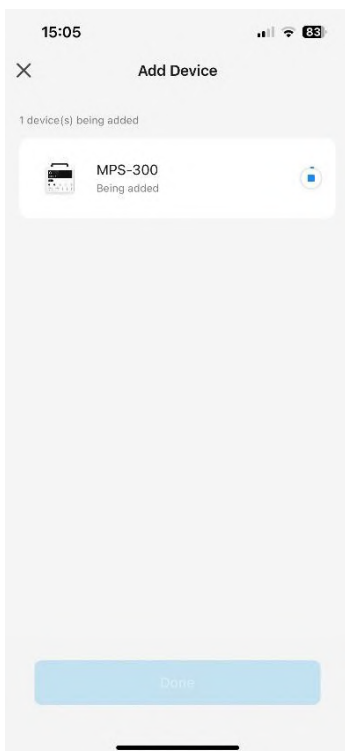 15:05
83
Add Device
1 device(s) being added
MPS-300
Being added
Done